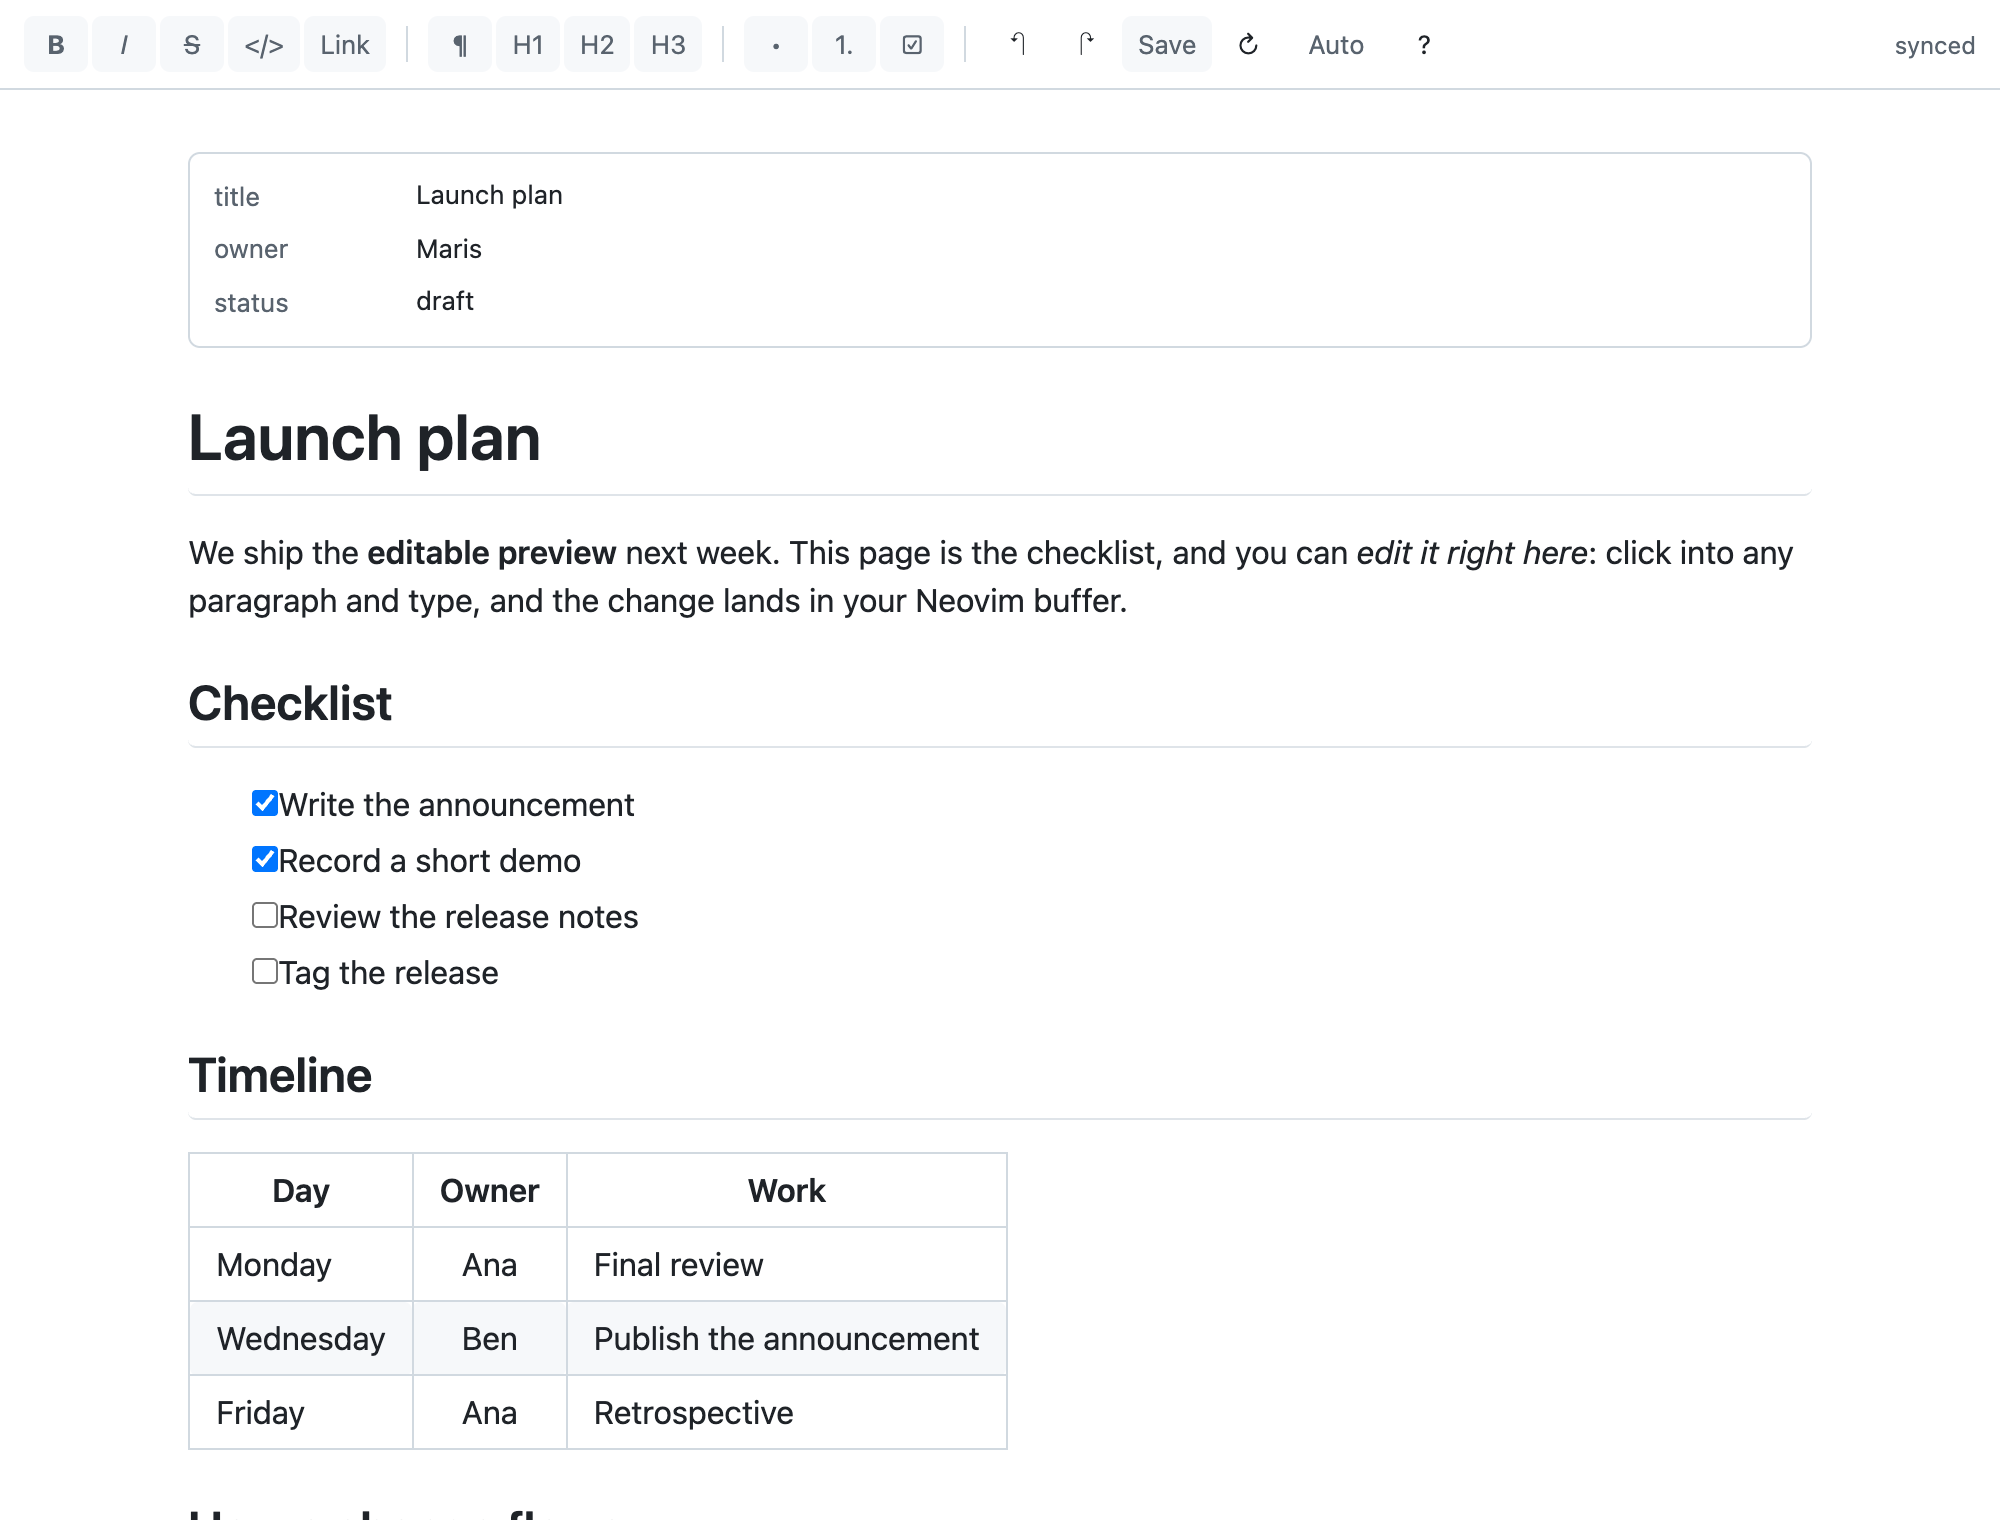 B I S </> Link ¶ H1 H2 H3 • 1. Save Auto ? synced
title Launch plan
owner Maris
status draft
Launch plan
We ship the editable preview next week. This page is the checklist, and you can edit it right here: click into any
paragraph and type, and the change lands in your Neovim buffer.
Checklist
Write the announcement
Record a short demo
Review the release notes
Tag the release
Timeline
Day Owner Work
Monday Ana Final review
Wednesday Ben Publish the announcement
Friday Ana Retrospective